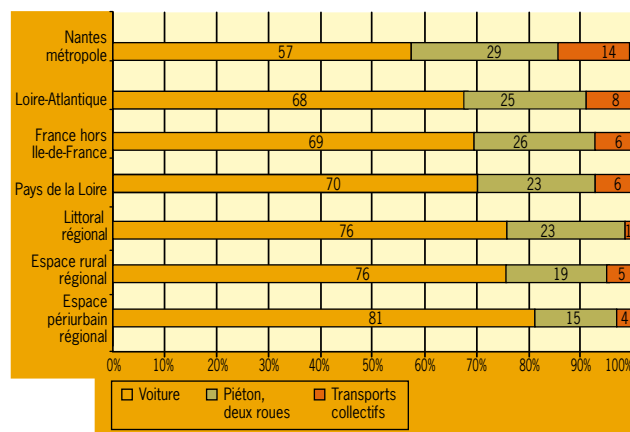 Nantes
métropole
57 29 14
Loire-Atlantique
68 25 8
France hors
Ile-de-France
69 26 6
Pays de la Loire
70 23 6
Littoral
régional
76 23 1
Espace rural
régional
76 19 5
Espace
périurbain
régional
81 15 4
0% 10% 20% 30% 40% 50% 60% 70% 80% 90% 100%
Voiture
Piéton,
deux roues
Transports
collectifs